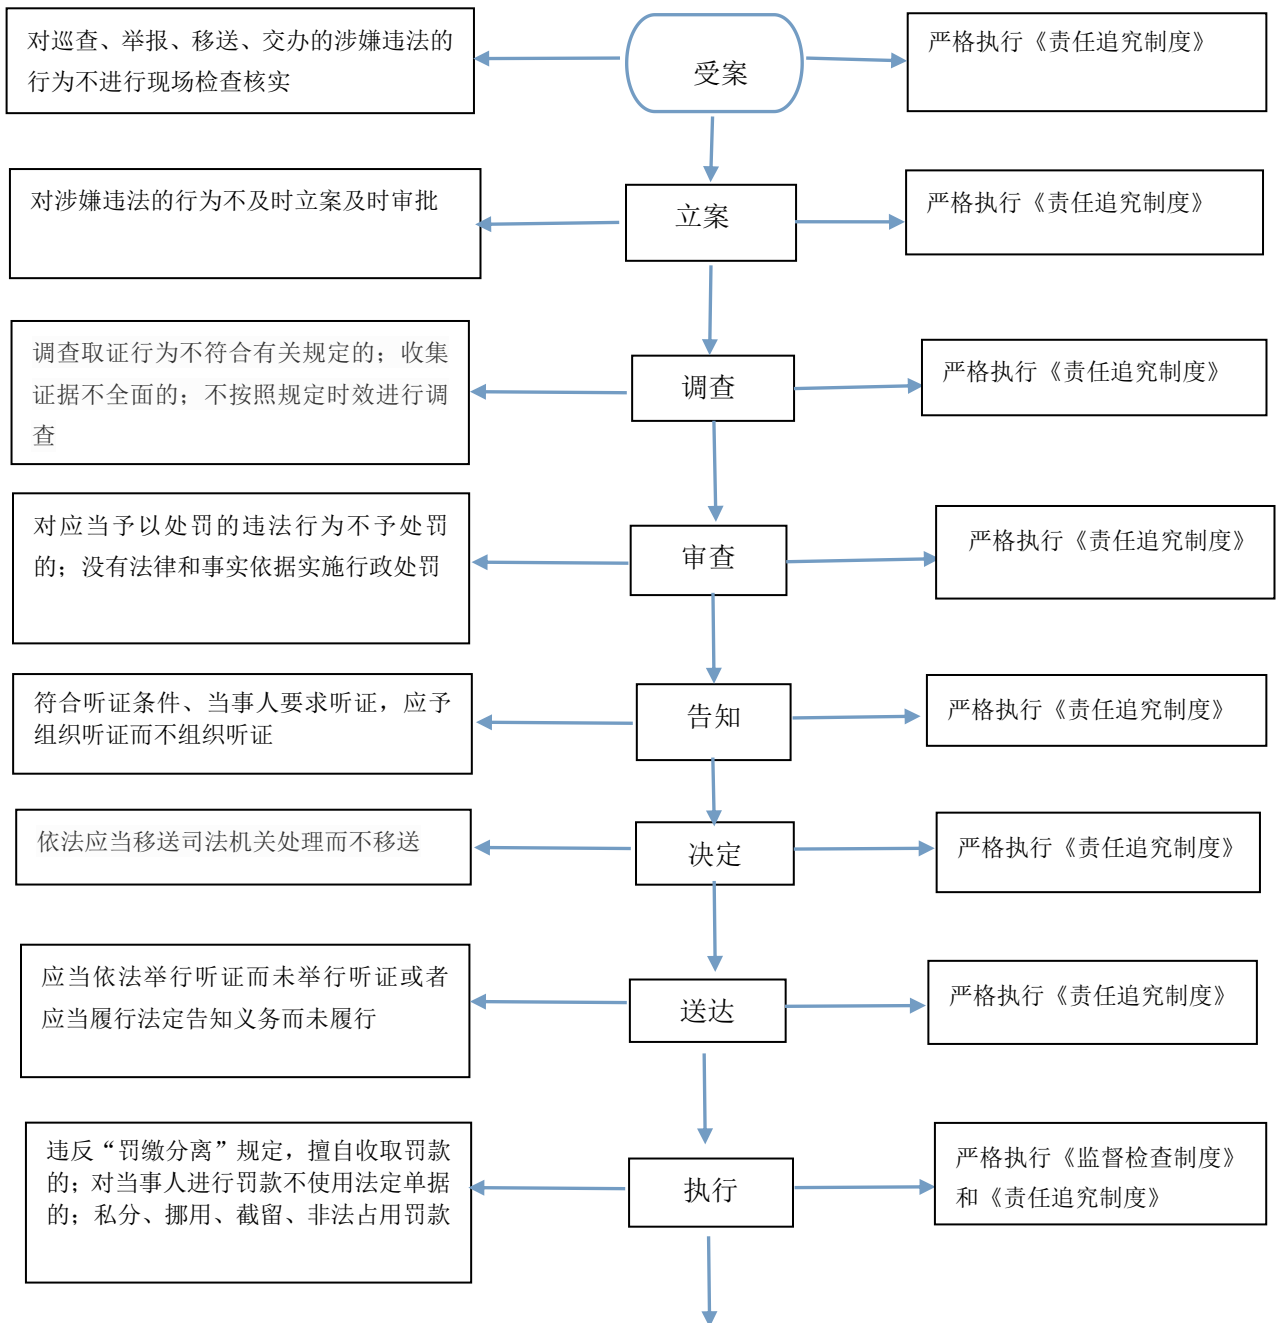 对巡查、举报、移送、交办的涉嫌违法的
行为不进行现场检查核实
受案
严格执行《责任追究制度》
对涉嫌违法的行为不及时立案及时审批
立案
严格执行《责任追究制度》
调查取证行为不符合有关规定的；收集
证据不全面的；不按照规定时效进行调
查
调查
严格执行《责任追究制度》
对应当予以处罚的违法行为不予处罚
的；没有法律和事实依据实施行政处罚
审查
严格执行《责任追究制度》
符合听证条件、当事人要求听证，应予
组织听证而不组织听证
告知
严格执行《责任追究制度》
依法应当移送司法机关处理而不移送
决定
严格执行《责任追究制度》
应当依法举行听证而未举行听证或者
应当履行法定告知义务而未履行
送达
严格执行《责任追究制度》
违反“罚缴分离”规定，擅自收取罚款
的；对当事人进行罚款不使用法定单据
的；私分、挪用、截留、非法占用罚款
执行
严格执行《监督检查制度》
和《责任追究制度》